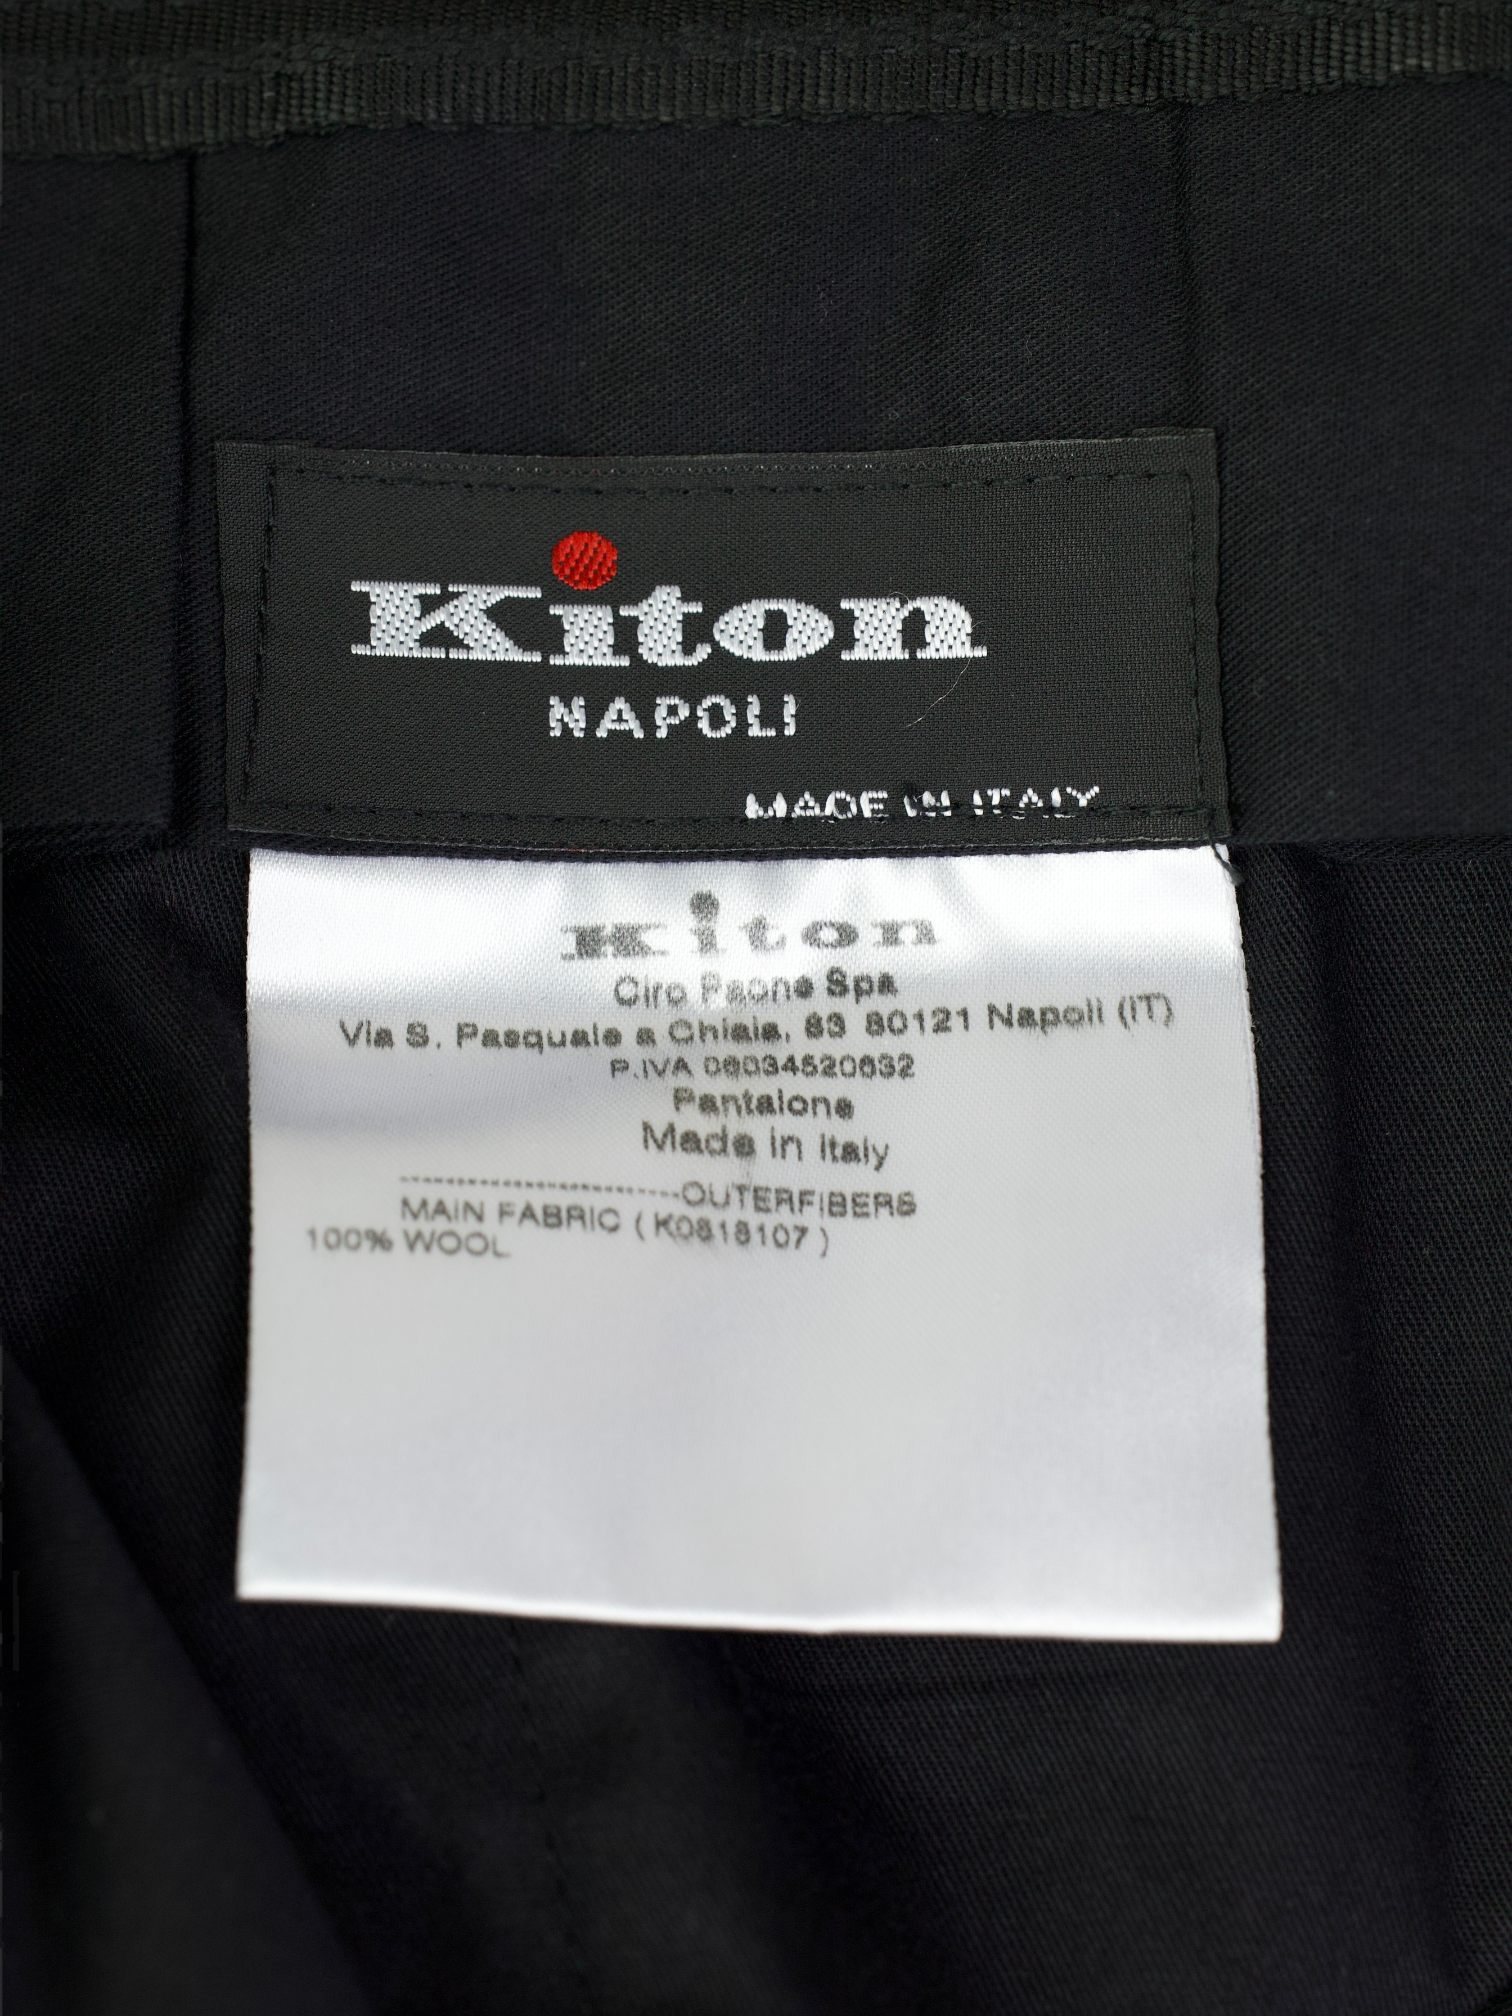 Kiton
NAPOLI
MADE IN ITALY
Kiton
Ciro Paone Spa
Via S. Pasquale a Chiaia, 83 80121 Napoli (IT)
P.IVA 06034520632
Pantalone
Made in Italy
-----------------------OUTERFIBERS
MAIN FABRIC ( K0818107 )
100% WOOL